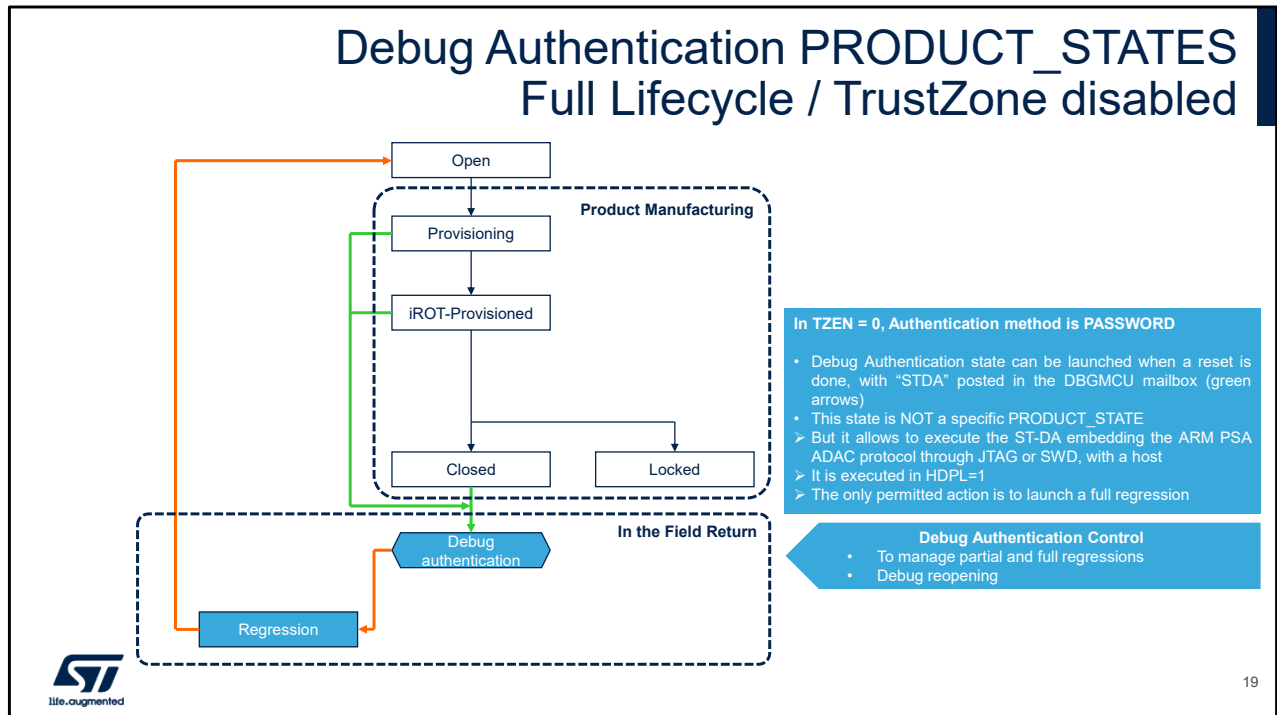 Debug Authentication PRODUCT_STATES
Full Lifecycle / TrustZone disabled
Open
Product Manufacturing
Provisioning
iROT-Provisioned
Closed
Locked
In the Field Return
Debug
authentication
Regression
In TZEN = 0, Authentication method is PASSWORD
• Debug Authentication state can be launched when a reset is
done, with “STDA” posted in the DBGMCU mailbox (green
arrows)
• This state is NOT a specific PRODUCT_STATE
➢ But it allows to execute the ST-DA embedding the ARM PSA
ADAC protocol through JTAG or SWD, with a host
➢ It is executed in HDPL=1
➢ The only permitted action is to launch a full regression
Debug Authentication Control
• To manage partial and full regressions
• Debug reopening
ST
life.augmented
19